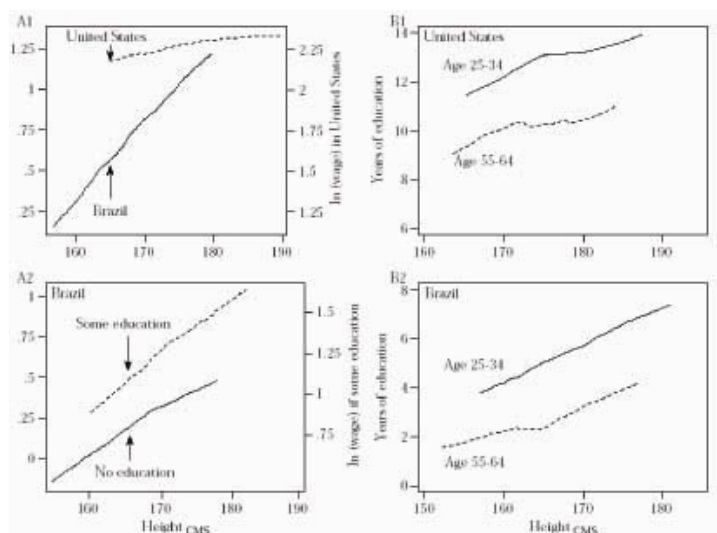 A1
United States
1.25
1
.75
.5
.25
Brazil
2.25
2
1.75
1.5
1.25
ln (wage) in United States
160 170 180 190
B1
United States
Age 25-34
Age 55-64
14
12
10
8
6
Years of education
160 170 180 190
A2
Brazil
1
.75
.5
.25
0
Some education
No education
1.5
1.25
1
.75
ln (wage) if some education
160 170 180 190
Height CMS
B2
Brazil
8
6
4
2
0
Age 25-34
Age 55-64
Years of education
150 160 170 180 190
Height CMS